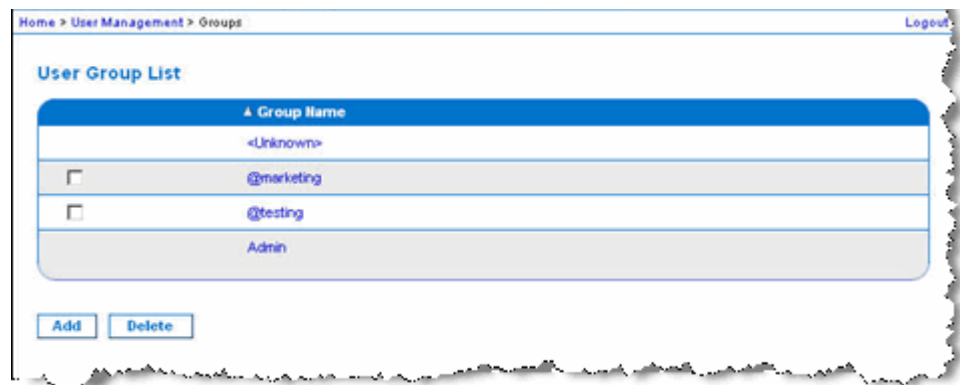 Home > User Management > Groups Logout
User Group List
▲ Group Name
<Unknown>
@marketing
@testing
Admin
Add Delete